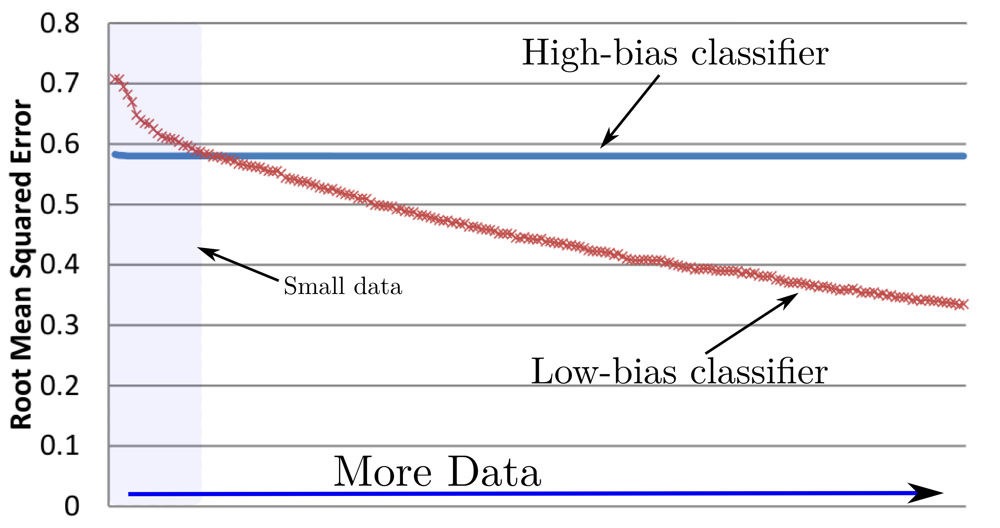 0.8
High-bias classifier
0.7
0.6
0.5
Root Mean Squared Error
0.4
Small data
0.3
Low-bias classifier
0.2
0.1
More Data
0